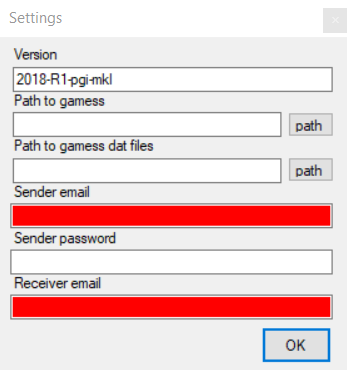 Settings
Version
2018-R1-pgi-mkl
Path to gamess
path
Path to gamess dat files
path
Sender email
Sender password
Receiver email
OK